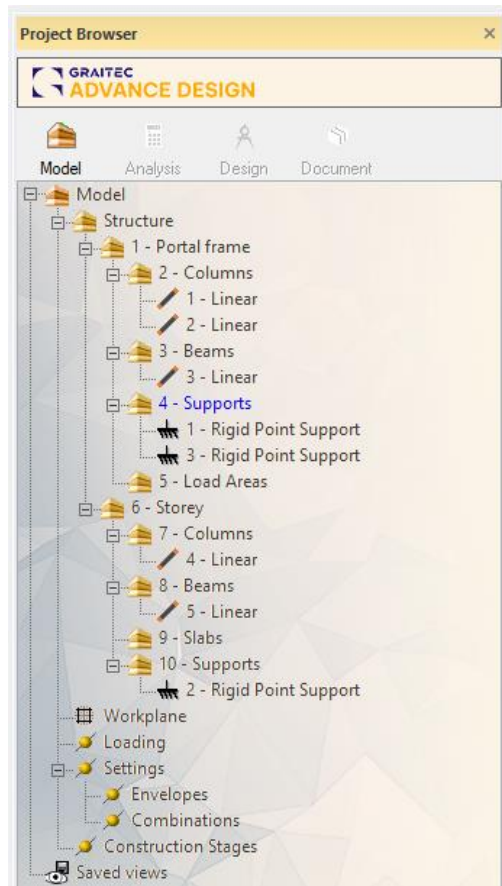 Project Browser
GRAITEC
ADVANCE DESIGN
Model Analysis Design Document
Model
Structure
1 - Portal frame
2 - Columns
1 - Linear
2 - Linear
3 - Beams
3 - Linear
4 - Supports
1 - Rigid Point Support
3 - Rigid Point Support
5 - Load Areas
6 - Storey
7 - Columns
4 - Linear
8 - Beams
5 - Linear
9 - Slabs
10 - Supports
2 - Rigid Point Support
Workplane
Loading
Settings
Envelopes
Combinations
Construction Stages
Saved views